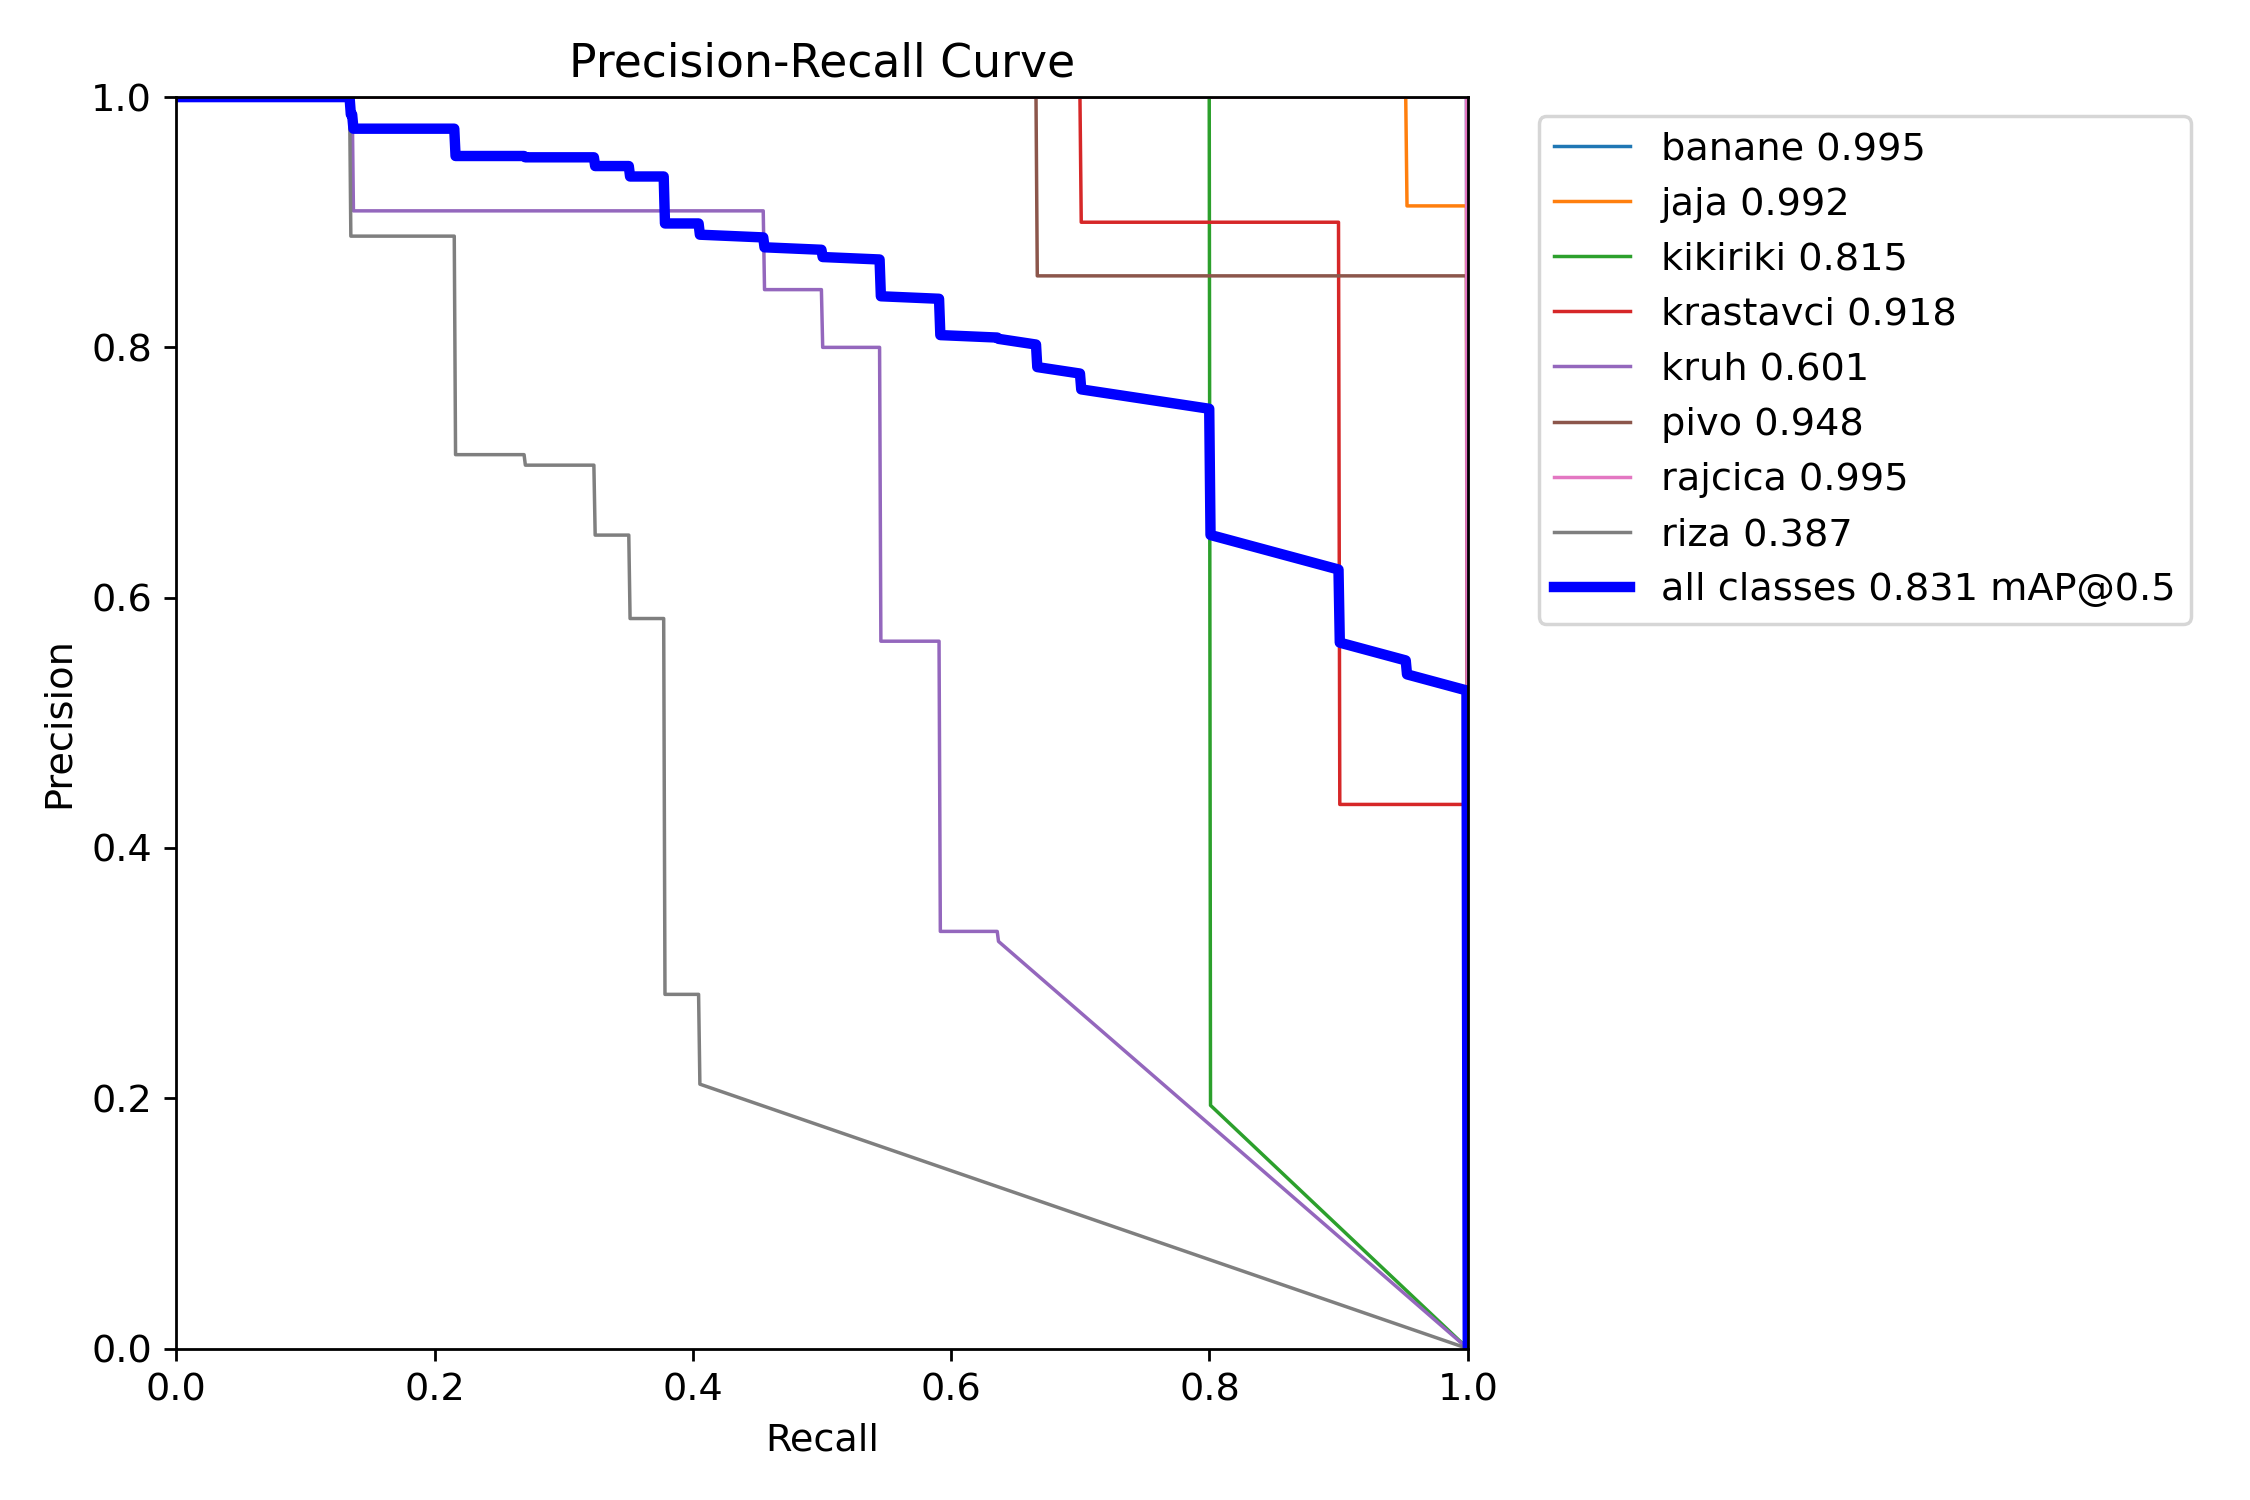 Precision-Recall Curve
1.0
0.8
0.6
0.4
0.2
0.0
Precision
0.0 0.2 0.4 0.6 0.8 1.0
Recall
banane 0.995
jaja 0.992
kikiriki 0.815
krastavci 0.918
kruh 0.601
pivo 0.948
rajcica 0.995
riza 0.387
all classes 0.831 mAP@0.5